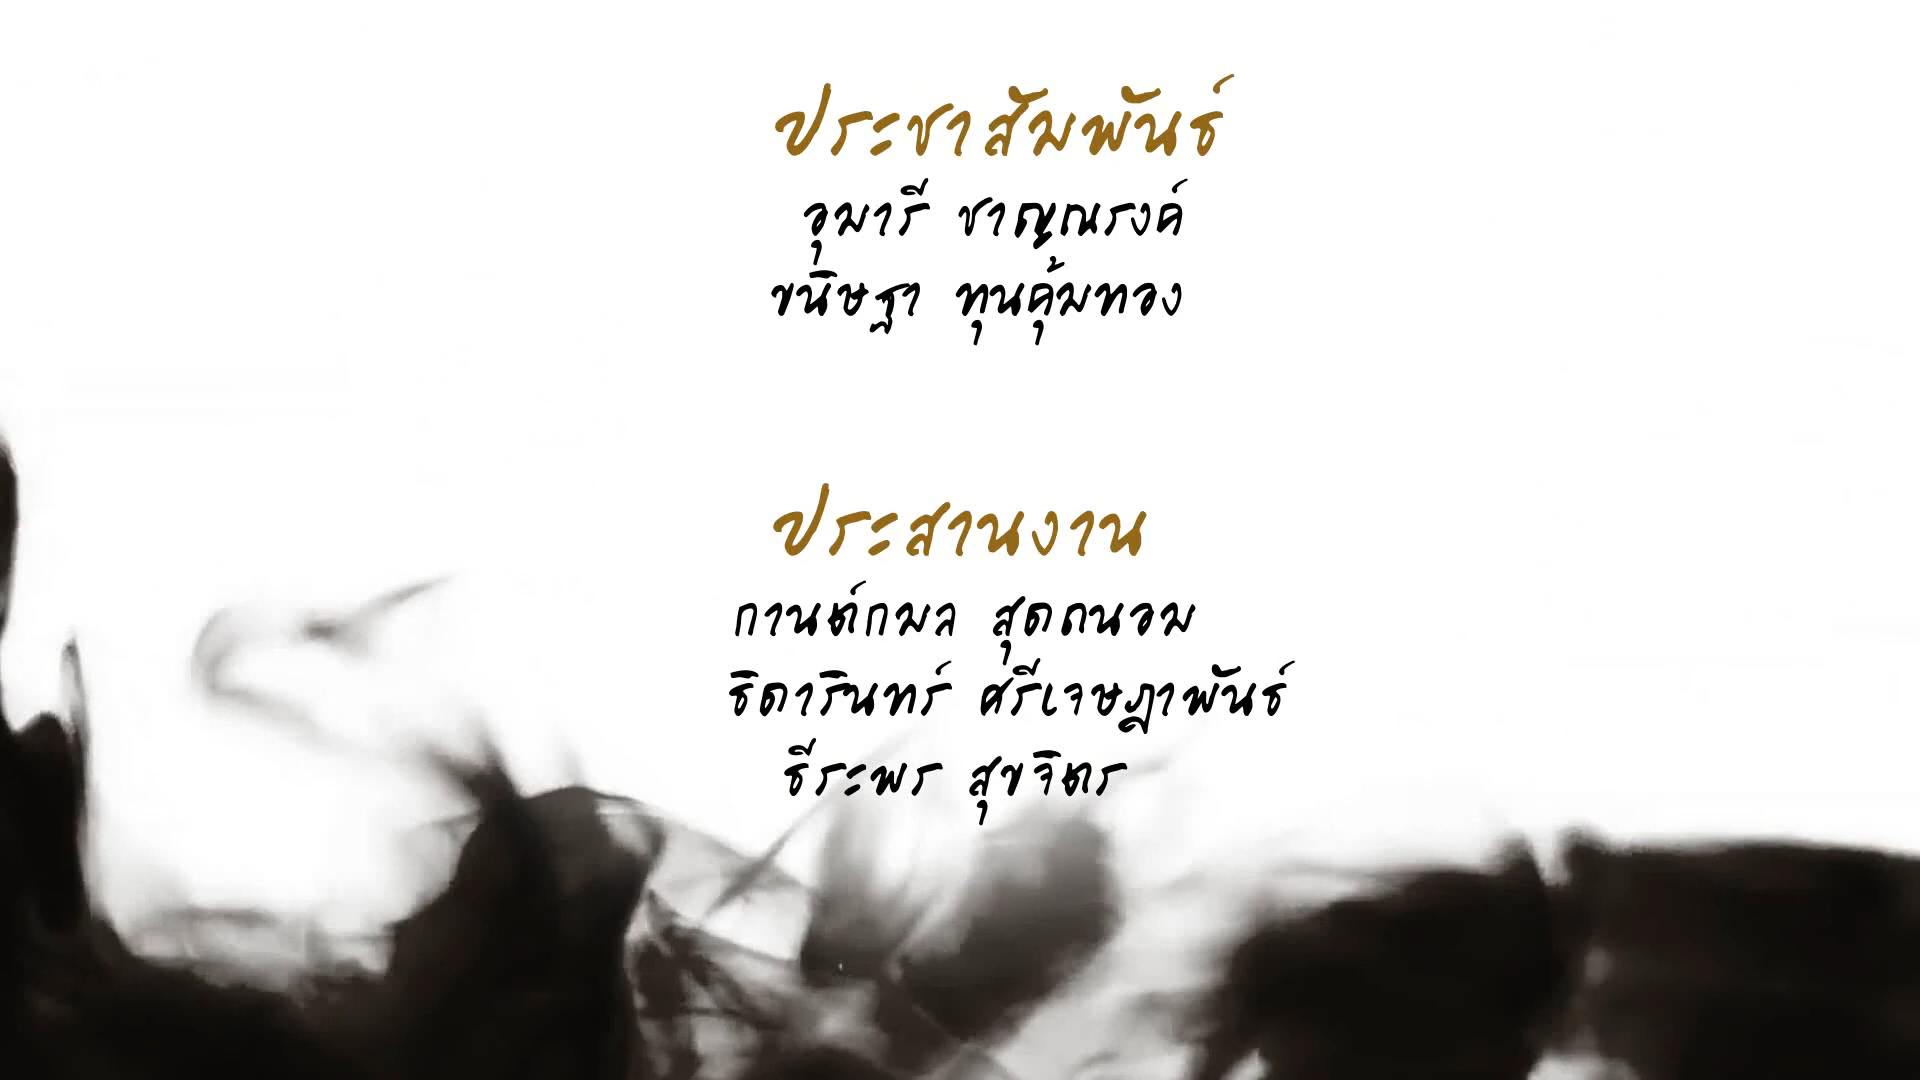 ประชาสัมพันธ์
อุมารี ชาญณรงค์
ขนิษฐา ทุนคุ้มทอง
ประสานงาน
กานต์กมล สุดถนอม
ธิดารินทร์ ศรีเจษฎาพันธ์
ธีระพร สุขจิตร